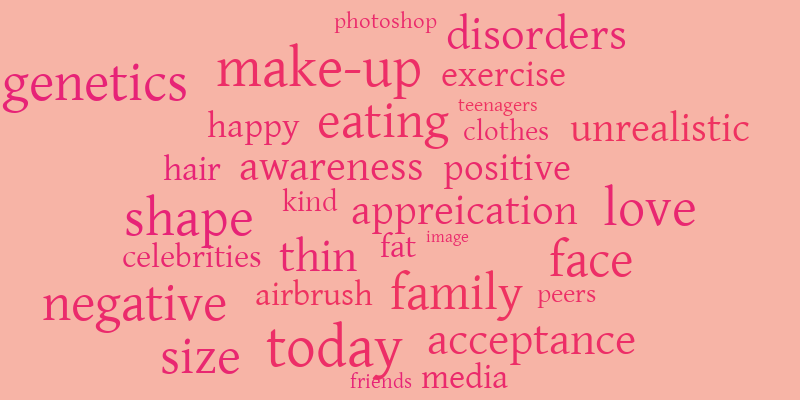 photoshop disorders
genetics make-up exercise
teenagers
happy eating clothes unrealistic
hair awareness positive
shape kind appreication love
celebrities thin fat image face
negative airbrush family peers
size today acceptance
friends media